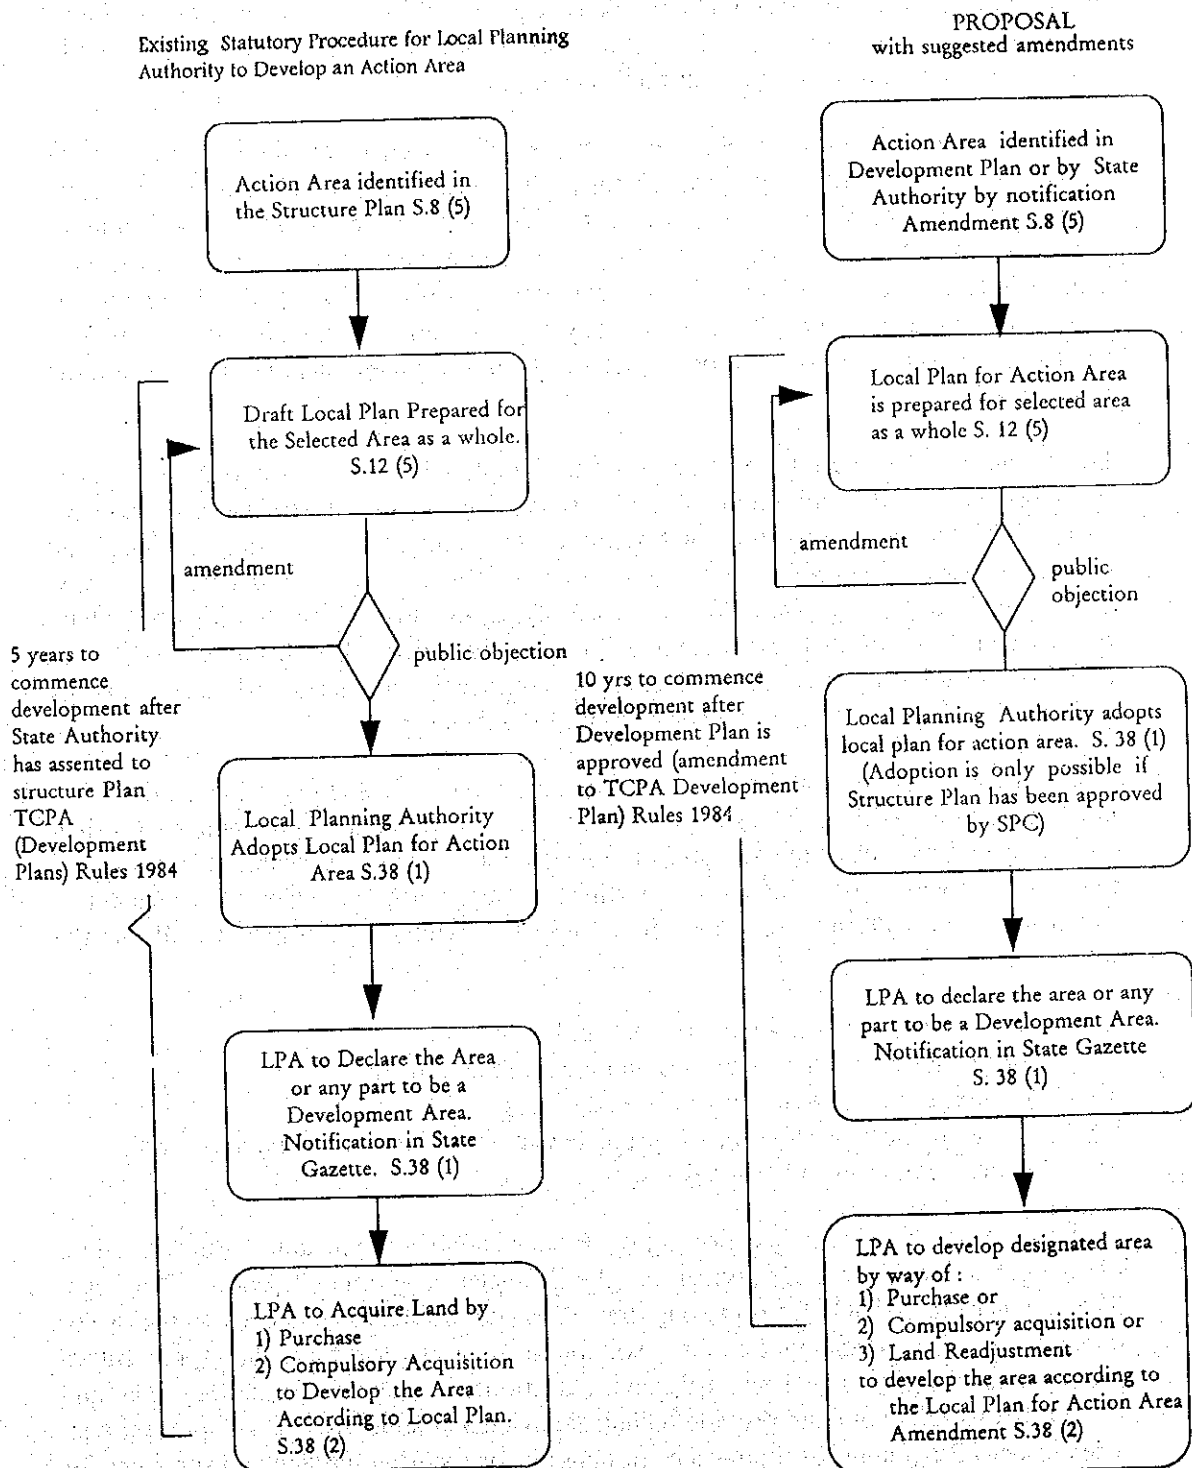 Existing Statutory Procedure for Local Planning
Authority to Develop an Action Area
Action Area identified in
the Structure Plan S.8 (5)
Draft Local Plan Prepared for
the Selected Area as a whole.
S.12 (5)
amendment
public objection
5 years to
commence
development after
State Authority
has assented to
structure Plan
TCPA
(Development
Plans) Rules 1984
Local Planning Authority
Adopts Local Plan for Action
Area S.38 (1)
LPA to Declare the Area
or any part to be a
Development Area.
Notification in State
Gazette. S.38 (1)
LPA to Acquire Land by
1) Purchase
2) Compulsory Acquisition
to Develop the Area
According to Local Plan.
S.38 (2)
PROPOSAL
with suggested amendments
Action Area identified in
Development Plan or by State
Authority by notification
Amendment S.8 (5)
Local Plan for Action Area
is prepared for selected area
as a whole S. 12 (5)
amendment
public
objection
10 yrs to commence
development after
Development Plan is
approved (amendment
to TCPA Development
Plan) Rules 1984
Local Planning Authority adopts
local plan for action area. S. 38 (1)
(Adoption is only possible if
Structure Plan has been approved
by SPC)
LPA to declare the area or any
part to be a Development Area.
Notification in State Gazette
S. 38 (1)
LPA to develop designated area
by way of :
1) Purchase or
2) Compulsory acquisition or
3) Land Readjustment
to develop the area according to
the Local Plan for Action Area
Amendment S.38 (2)